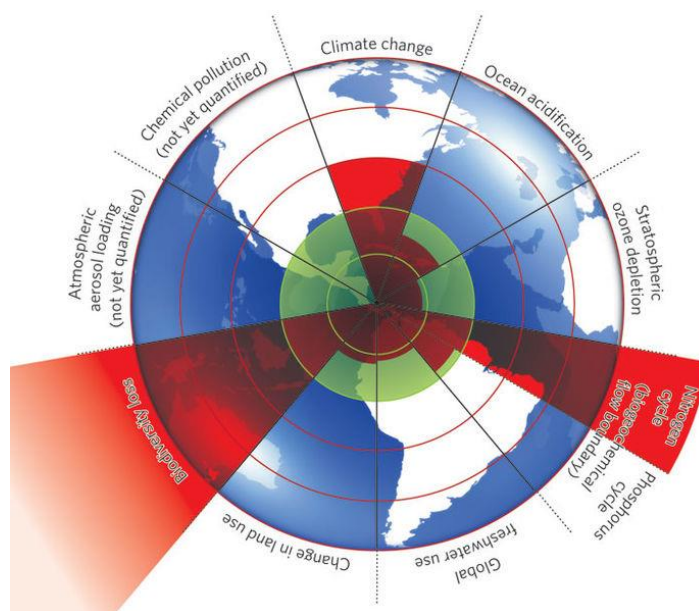 Climate change
Ocean acidification
Stratospheric
ozone depletion
Nitrogen
cycle
(biogeochemical
flow boundary)
Phosphorus
cycle
Global
freshwater use
Change in land use
Biodiversity loss
Atmospheric
aerosol loading
(not yet quantified)
Chemical pollution
(not yet quantified)